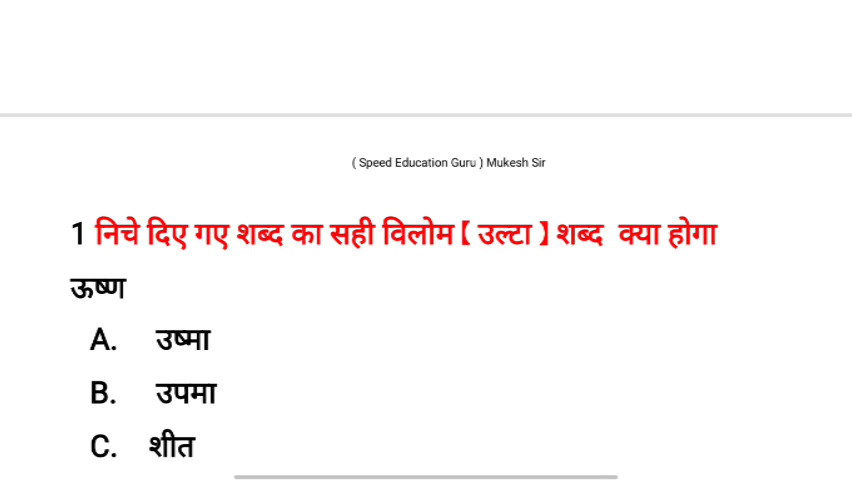 ( Speed Education Guru ) Mukesh Sir
1 निचे दिए गए शब्द का सही विलोम【 उल्टा 】शब्द क्या होगा
ऊष्ण
A. उष्मा
B. उपमा
C. शीत